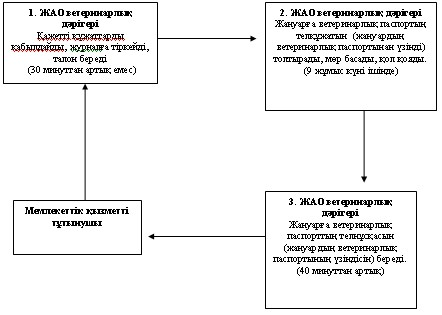 1. ЖАО ветеринарлық
дәрігері
Қажетті құжаттарды
қабылдайды, журналға тіркейді,
талон береді
(30 минуттан артық емес)
2. ЖАО ветеринарлық дәрігері
Жануарға ветеринарлық паспорттың
телқұжатын (жануардың
ветеринарлық паспортынан үзінді)
толтырады, мөр басады, қол қояды.
(9 жұмыс күні ішінде)
3. ЖАО ветеринарлық
дәрігері
Жануарға ветеринарлық
паспорттың телнұсқасын
(жануардың ветеринарлық
паспортының үзіндісін) береді.
(40 минуттан артық)
Мемлекеттік қызметті
тұтынушы